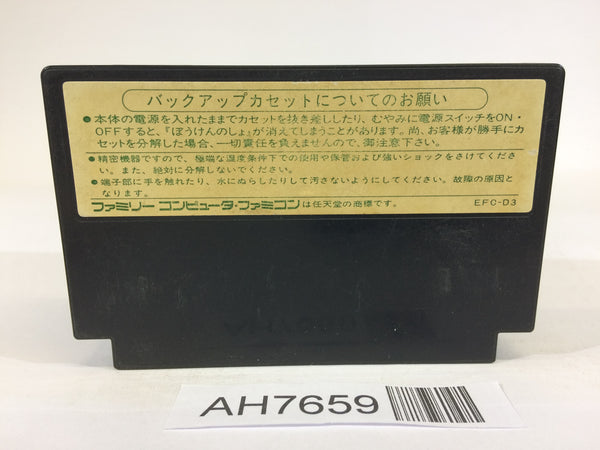 バックアップカセットについてのお願い
●本体の電源を入れたままでカセットを抜き差ししたり、むやみに電源スイッチをON・
OFFすると、『ぼうけんのしょ』が消えてしまうことがあります。尚、お客様が勝手にカ
セットを分解した場合、一切責任を負えませんので、御注意下さい。
●精密機器ですので、極端な温度条件下での使用や保管および強いショックをさけてくださ
い。また、絶対に分解しないでください。
●端子部に手を触れたり、水にぬらしたりして汚さないようにしてください。故障の原因と
なります。
ファミリーコンピュータ・ファミコンは任天堂の商標です。 EFC-D3
AH7659